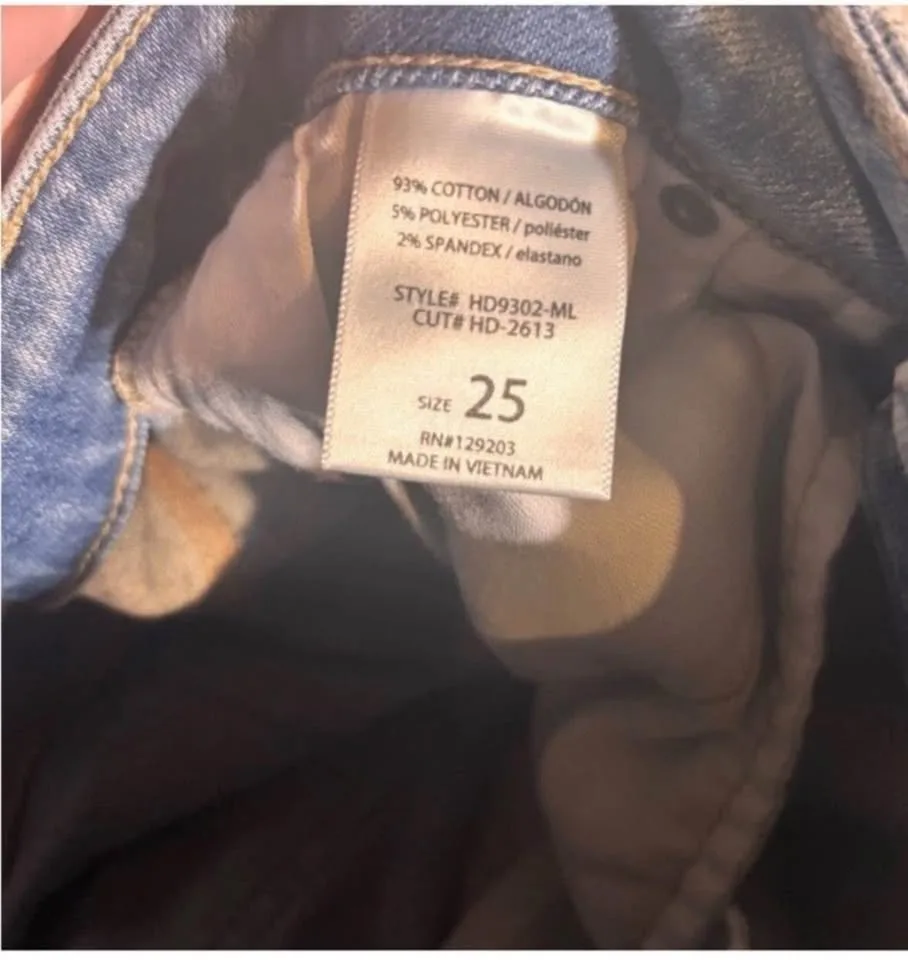 93% COTTON / ALGODÓN
5% POLYESTER / poliéster
2% SPANDEX / elastano
STYLE# HD9302-ML
CUT# HD-2613
SIZE 25
RN#129203
MADE IN VIETNAM